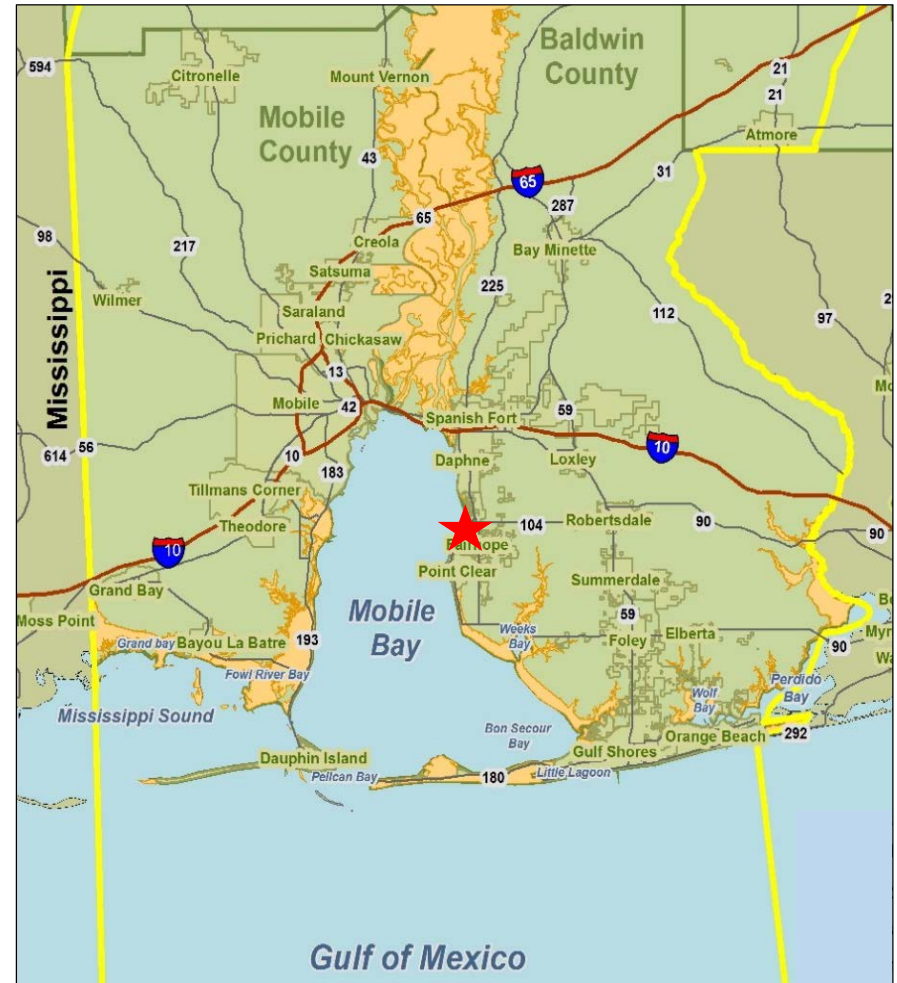 Baldwin
County
594
Citronelle
Mount Vernon
21
21
Mobile
County
Atmore
43
31
65
287
65
98
217
Creola
Bay Minette
Satsuma
225
Wilmer
Saraland
112
97
Prichard
Chickasaw
Mississippi
13
Mobile
42
Spanish Fort
59
614
56
10
Daphne
Loxley
10
183
Tillmans Corner
Theodore
104
Robertsdale
90
90
10
Point Clear
Grand Bay
Summerdale
Moss Point
Mobile
Bay
59
Weeks
Bay
Foley
Elberta
Grand bay
Bayou La Batre
193
90
Fowl River Bay
Wolf
Bay
Perdido
Bay
Mississippi Sound
Bon Secour
Bay
Orange Beach
292
Dauphin Island
Gulf Shores
Pelican Bay
180
Little Lagoon
Gulf of Mexico